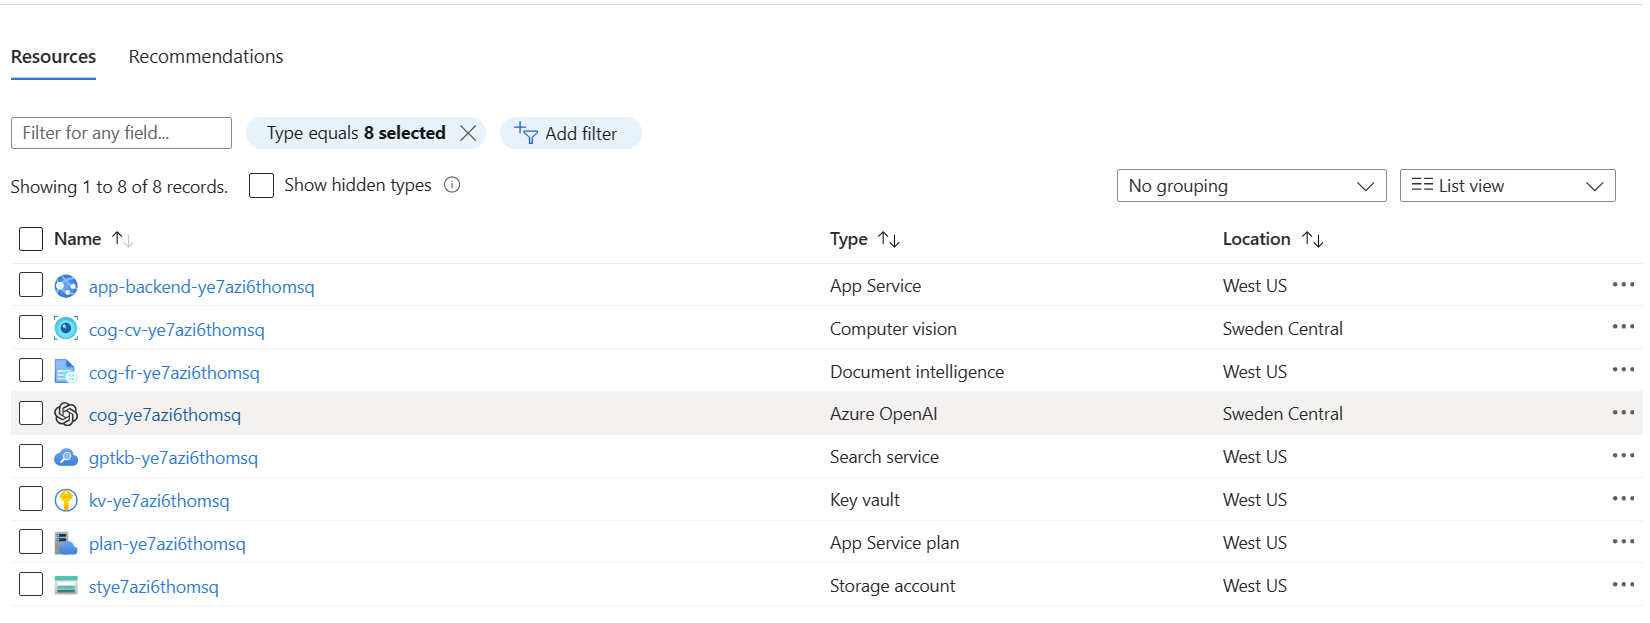 Resources Recommendations
Filter for any field... Type equals 8 selected Add filter
Showing 1 to 8 of 8 records. Show hidden types No grouping List view
Name Type Location
app-backend-ye7azi6thomsq App Service West US
cog-cv-ye7azi6thomsq Computer vision Sweden Central
cog-fr-ye7azi6thomsq Document intelligence West US
cog-ye7azi6thomsq Azure OpenAI Sweden Central
gptkb-ye7azi6thomsq Search service West US
kv-ye7azi6thomsq Key vault West US
plan-ye7azi6thomsq App Service plan West US
stye7azi6thomsq Storage account West US